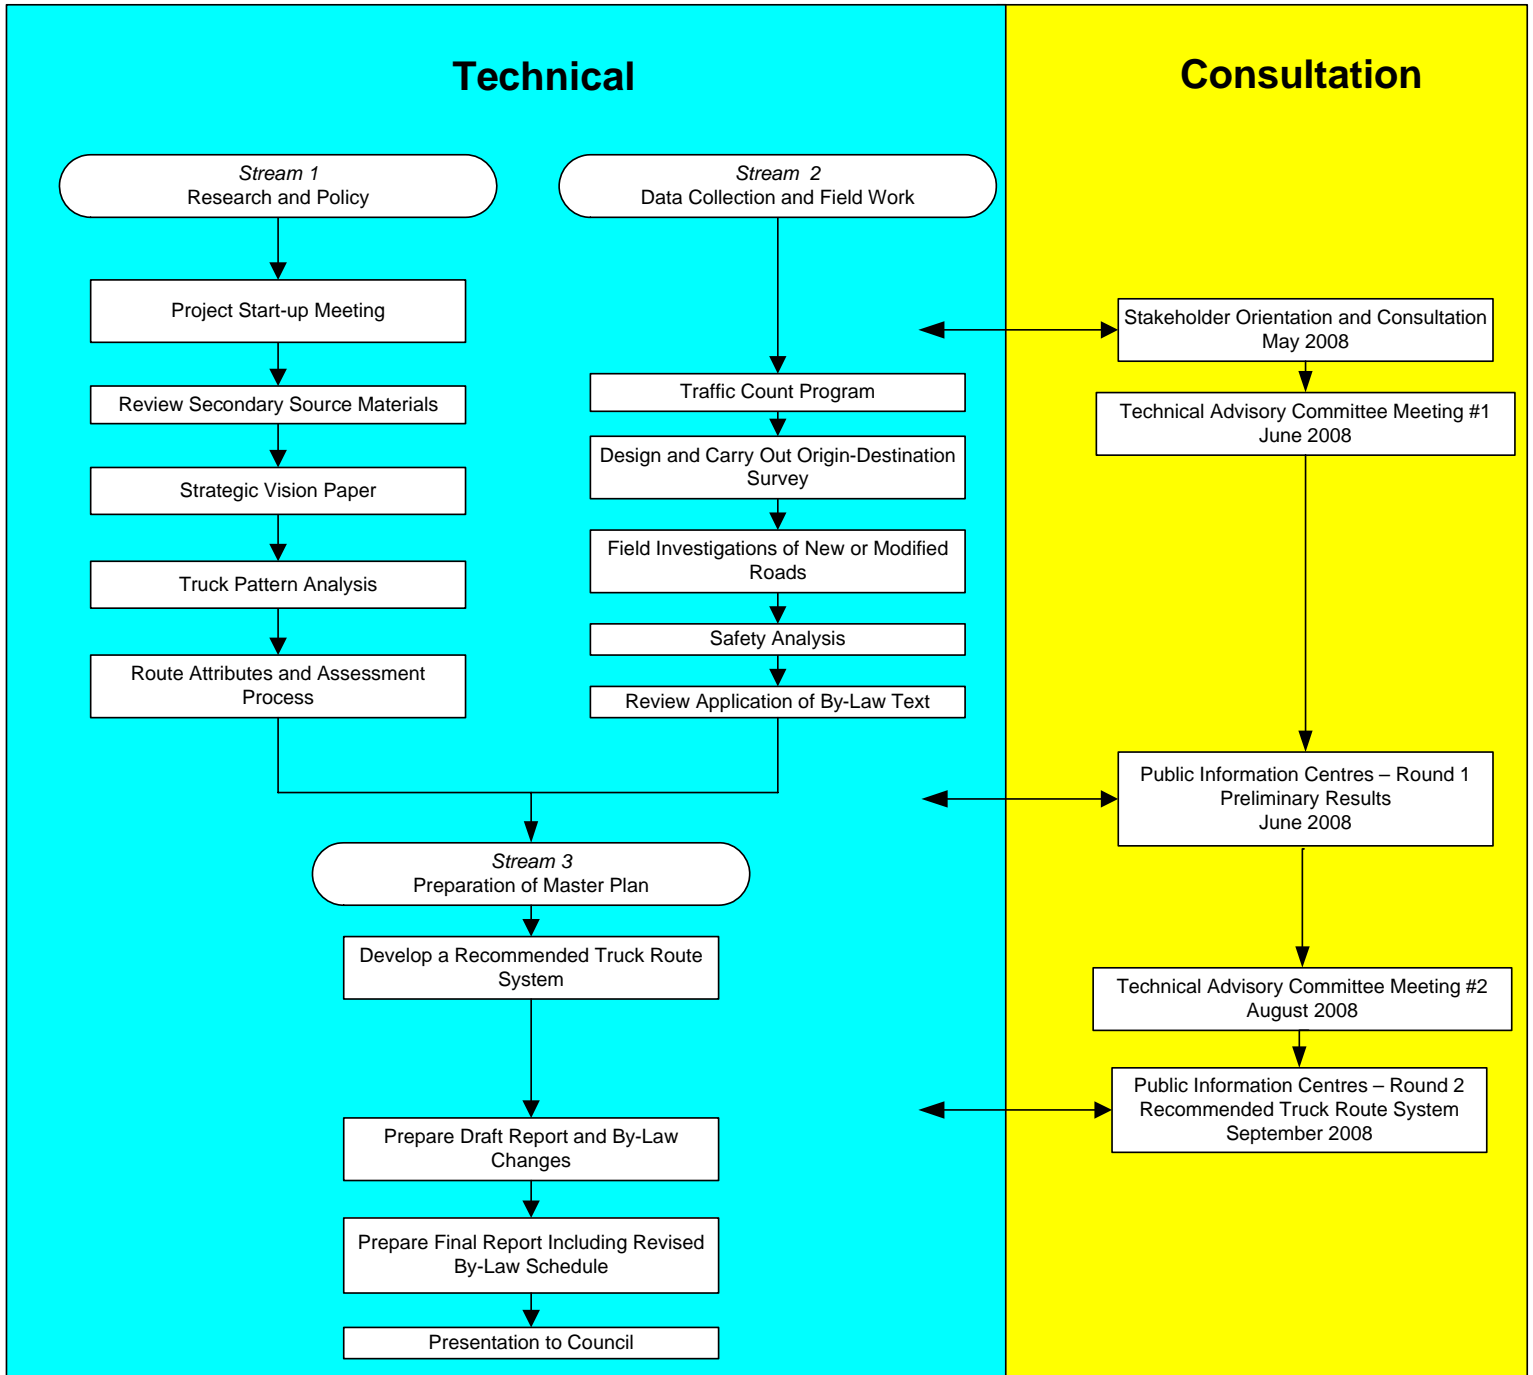 Technical
Consultation
Stream 1
Research and Policy
Project Start-up Meeting
Review Secondary Source Materials
Strategic Vision Paper
Truck Pattern Analysis
Route Attributes and Assessment
Process
Stream 2
Data Collection and Field Work
Traffic Count Program
Design and Carry Out Origin-Destination
Survey
Field Investigations of New or Modified
Roads
Safety Analysis
Review Application of By-Law Text
Stream 3
Preparation of Master Plan
Develop a Recommended Truck Route
System
Prepare Draft Report and By-Law
Changes
Prepare Final Report Including Revised
By-Law Schedule
Presentation to Council
Stakeholder Orientation and Consultation
May 2008
Technical Advisory Committee Meeting #1
June 2008
Public Information Centres – Round 1
Preliminary Results
June 2008
Technical Advisory Committee Meeting #2
August 2008
Public Information Centres – Round 2
Recommended Truck Route System
September 2008